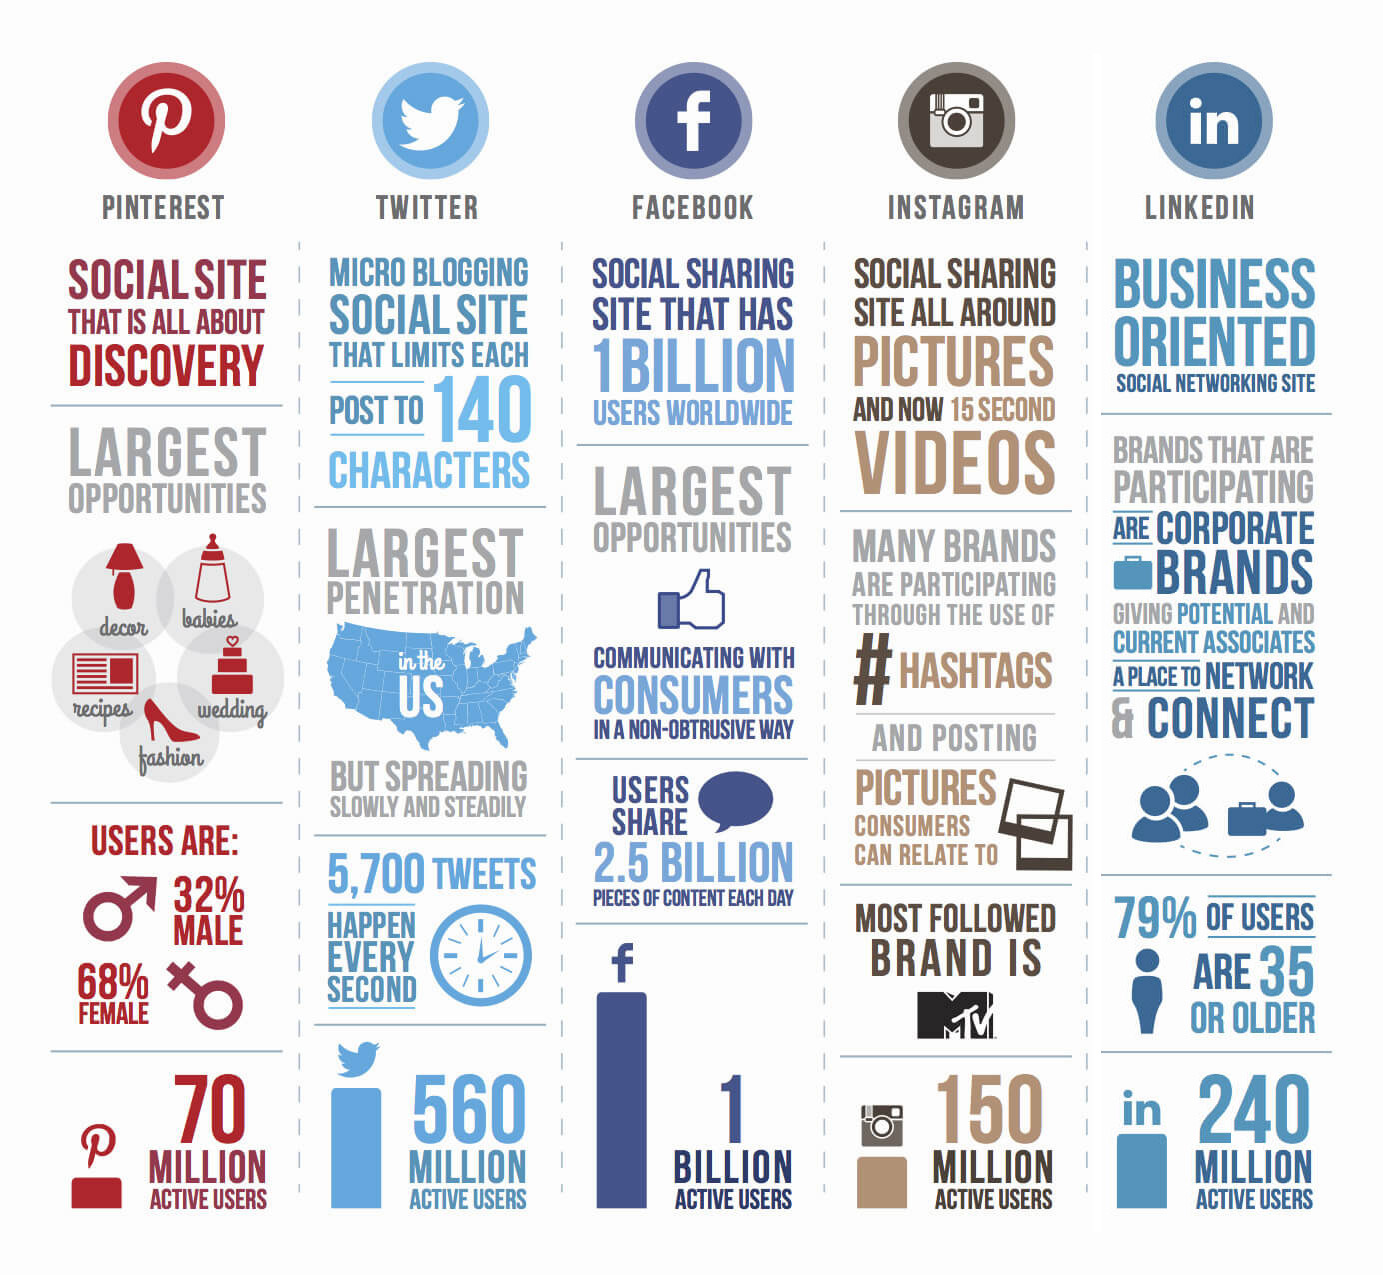 PINTEREST
SOCIAL SITE
THAT IS ALL ABOUT
DISCOVERY
LARGEST
OPPORTUNITIES
decor
babies
recipes
wedding
fashion
USERS ARE:
32%
MALE
68%
FEMALE
70
MILLION
ACTIVE USERS
TWITTER
MICRO BLOGGING
SOCIAL SITE
THAT LIMITS EACH
POST TO 140
CHARACTERS
LARGEST
PENETRATION
in the
US
BUT SPREADING
SLOWLY AND STEADILY
5,700 TWEETS
HAPPEN
EVERY
SECOND
560
MILLION
ACTIVE USERS
f
FACEBOOK
SOCIAL SHARING
SITE THAT HAS
1 BILLION
USERS WORLDWIDE
LARGEST
OPPORTUNITIES
COMMUNICATING WITH
CONSUMERS
IN A NON-OBTRUSIVE WAY
USERS
SHARE
2.5 BILLION
PIECES OF CONTENT EACH DAY
f
1
BILLION
ACTIVE USERS
INSTAGRAM
SOCIAL SHARING
SITE ALL AROUND
PICTURES
AND NOW 15 SECOND
VIDEOS
MANY BRANDS
ARE PARTICIPATING
THROUGH THE USE OF
# HASHTAGS
AND POSTING
PICTURES
CONSUMERS
CAN RELATE TO
MOST FOLLOWED
BRAND IS
MTV
150
MILLION
ACTIVE USERS
in
LINKEDIN
BUSINESS
ORIENTED
SOCIAL NETWORKING SITE
BRANDS THAT ARE
PARTICIPATING
ARE CORPORATE
BRANDS
GIVING POTENTIAL AND
CURRENT ASSOCIATES
A PLACE TO NETWORK
& CONNECT
79% OF USERS
ARE 35
OR OLDER
in
240
MILLION
ACTIVE USERS